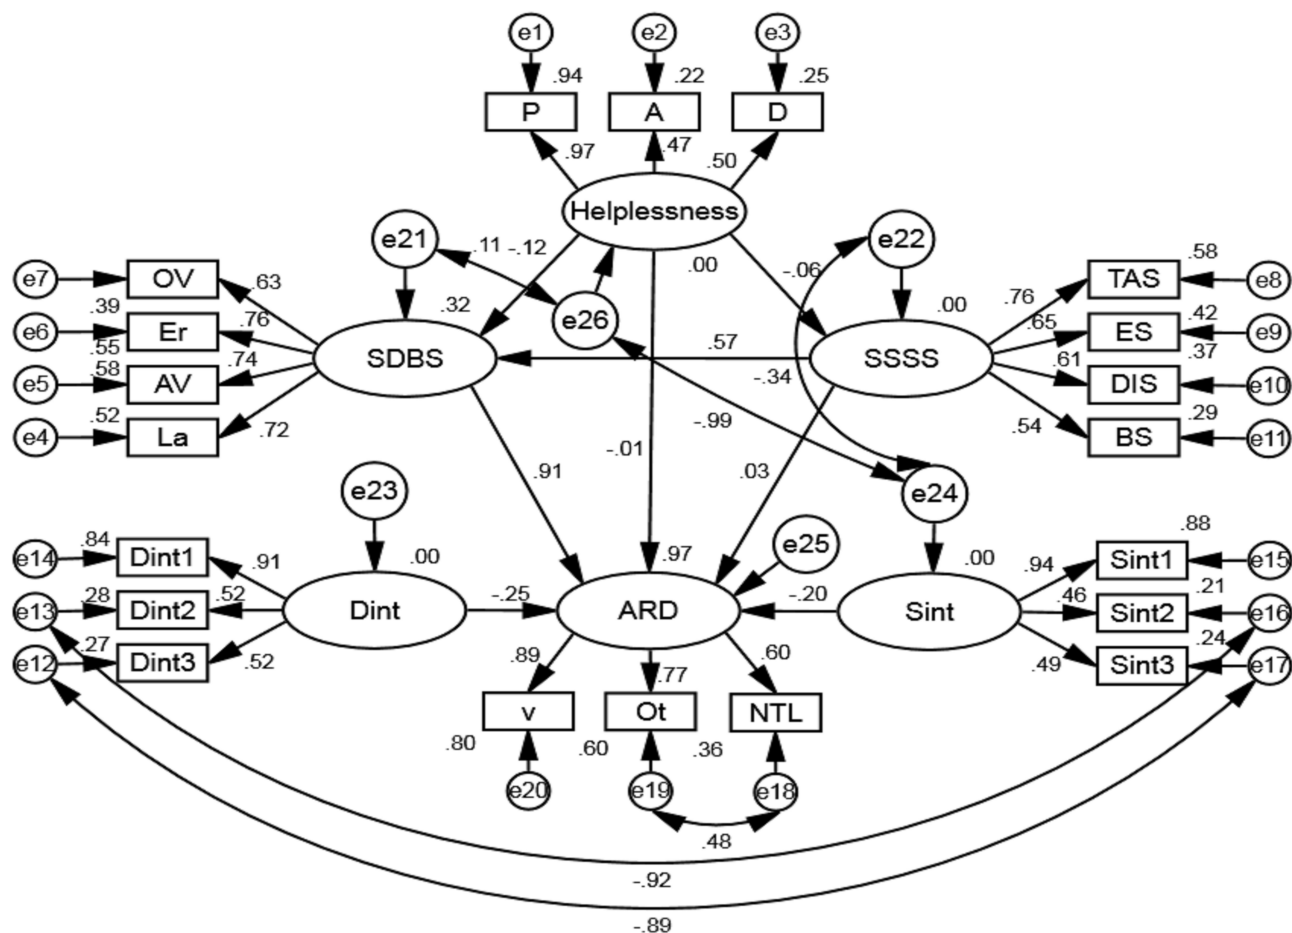 e1 e2 e3
.94 .22 .25
P A D
.97 .47 .50
Helplessness
e21 .11 -.12 .00 -.06 e22
e7 OV .63 .76 TAS .58 e8
.39 e26
e6 Er .76 .32 .00 .65 ES .42 e9
.55 SDBS .57 SSSS .37
e5 .58 AV .74 -.34 .61 DIS e10
e4 .52 La .72 -.99 .54 BS .29 e11
.91 -.01 .03
e23 e24
e25
e14 .84 Dint1 .91 .00 .97 .00 .94 Sint1 .88 e15
e13 .28 Dint2 .52 Dint -.25 ARD -.20 Sint .46 Sint2 .21 e16
e12 .27 Dint3 .52 .49 Sint3 .24 e17
.89 .77 .60
v Ot NTL
.80 .60 .36
e20 e19 e18
.48
-.92
-.89